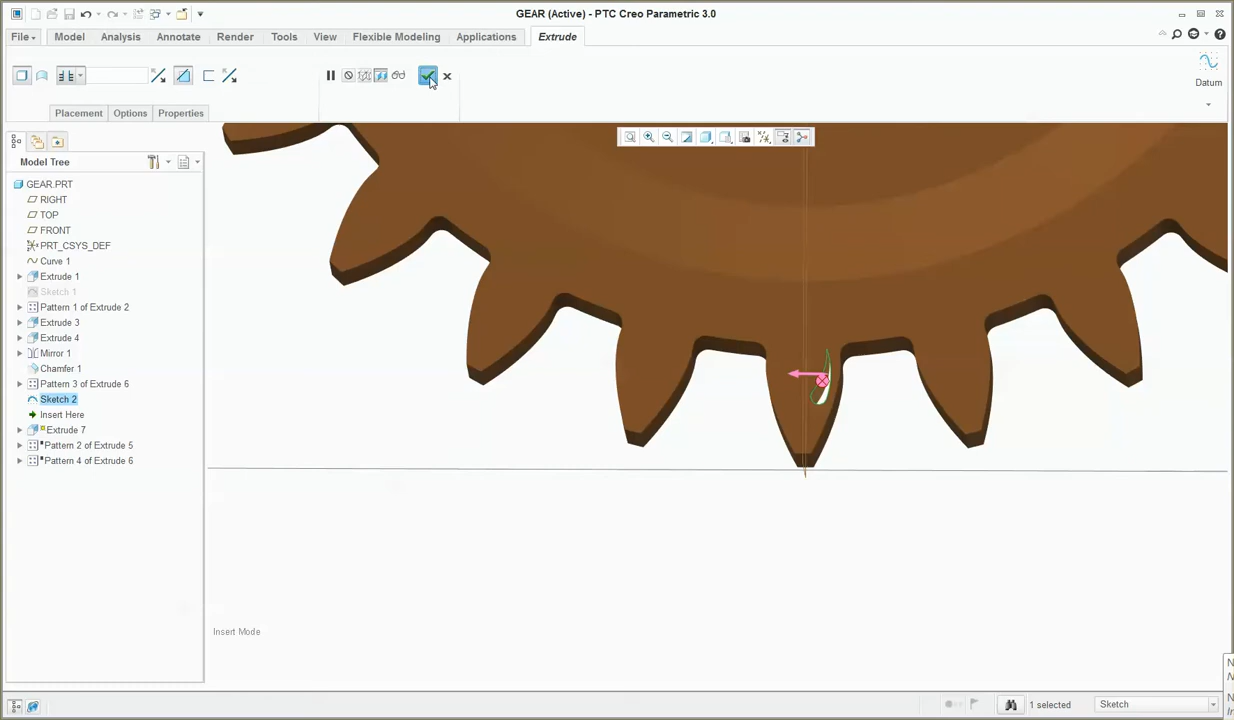 GEAR (Active) - PTC Creo Parametric 3.0
File
Model
Analysis
Annotate
Render
Tools
View
Flexible Modeling
Applications
Extrude
Datum
Placement
Options
Properties
Model Tree
GEAR.PRT
RIGHT
TOP
FRONT
PRT_CSYS_DEF
Curve 1
Extrude 1
Sketch 1
Pattern 1 of Extrude 2
Extrude 3
Extrude 4
Mirror 1
Chamfer 1
Pattern 3 of Extrude 6
Sketch 2
Insert Here
Extrude 7
Pattern 2 of Extrude 5
Pattern 4 of Extrude 6
Insert Mode
1 selected
Sketch